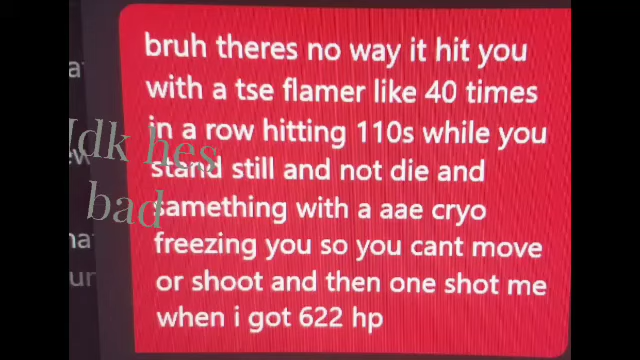 bruh theres no way it hit you
with a tse flamer like 40 times
in a row hitting 110s while you
stand still and not die and
samething with a aae cryo
freezing you so you cant move
or shoot and then one shot me
when i got 622 hp
Idk hes
bad